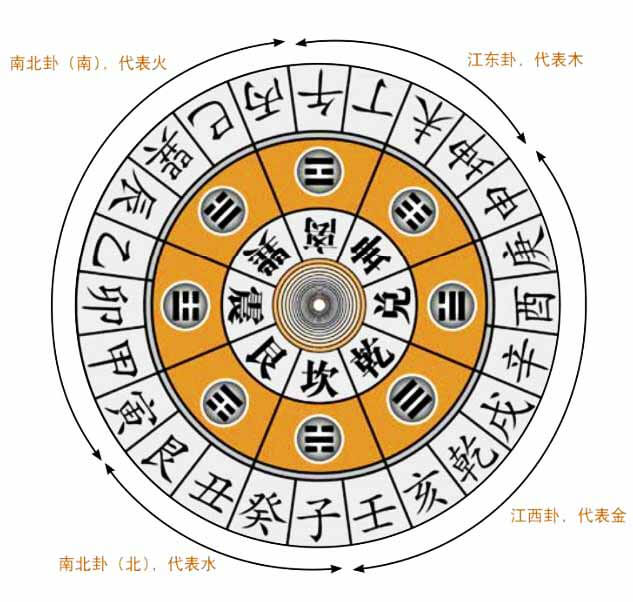 南北卦（南），代表火
江东卦，代表木
午
丁
未
坤
申
庚
酉
辛
戌
乾
亥
壬
子
癸
丑
艮
寅
甲
卯
乙
辰
巽
巳
丙
离
坤
兑
乾
坎
艮
震
巽
江西卦，代表金
南北卦（北），代表水